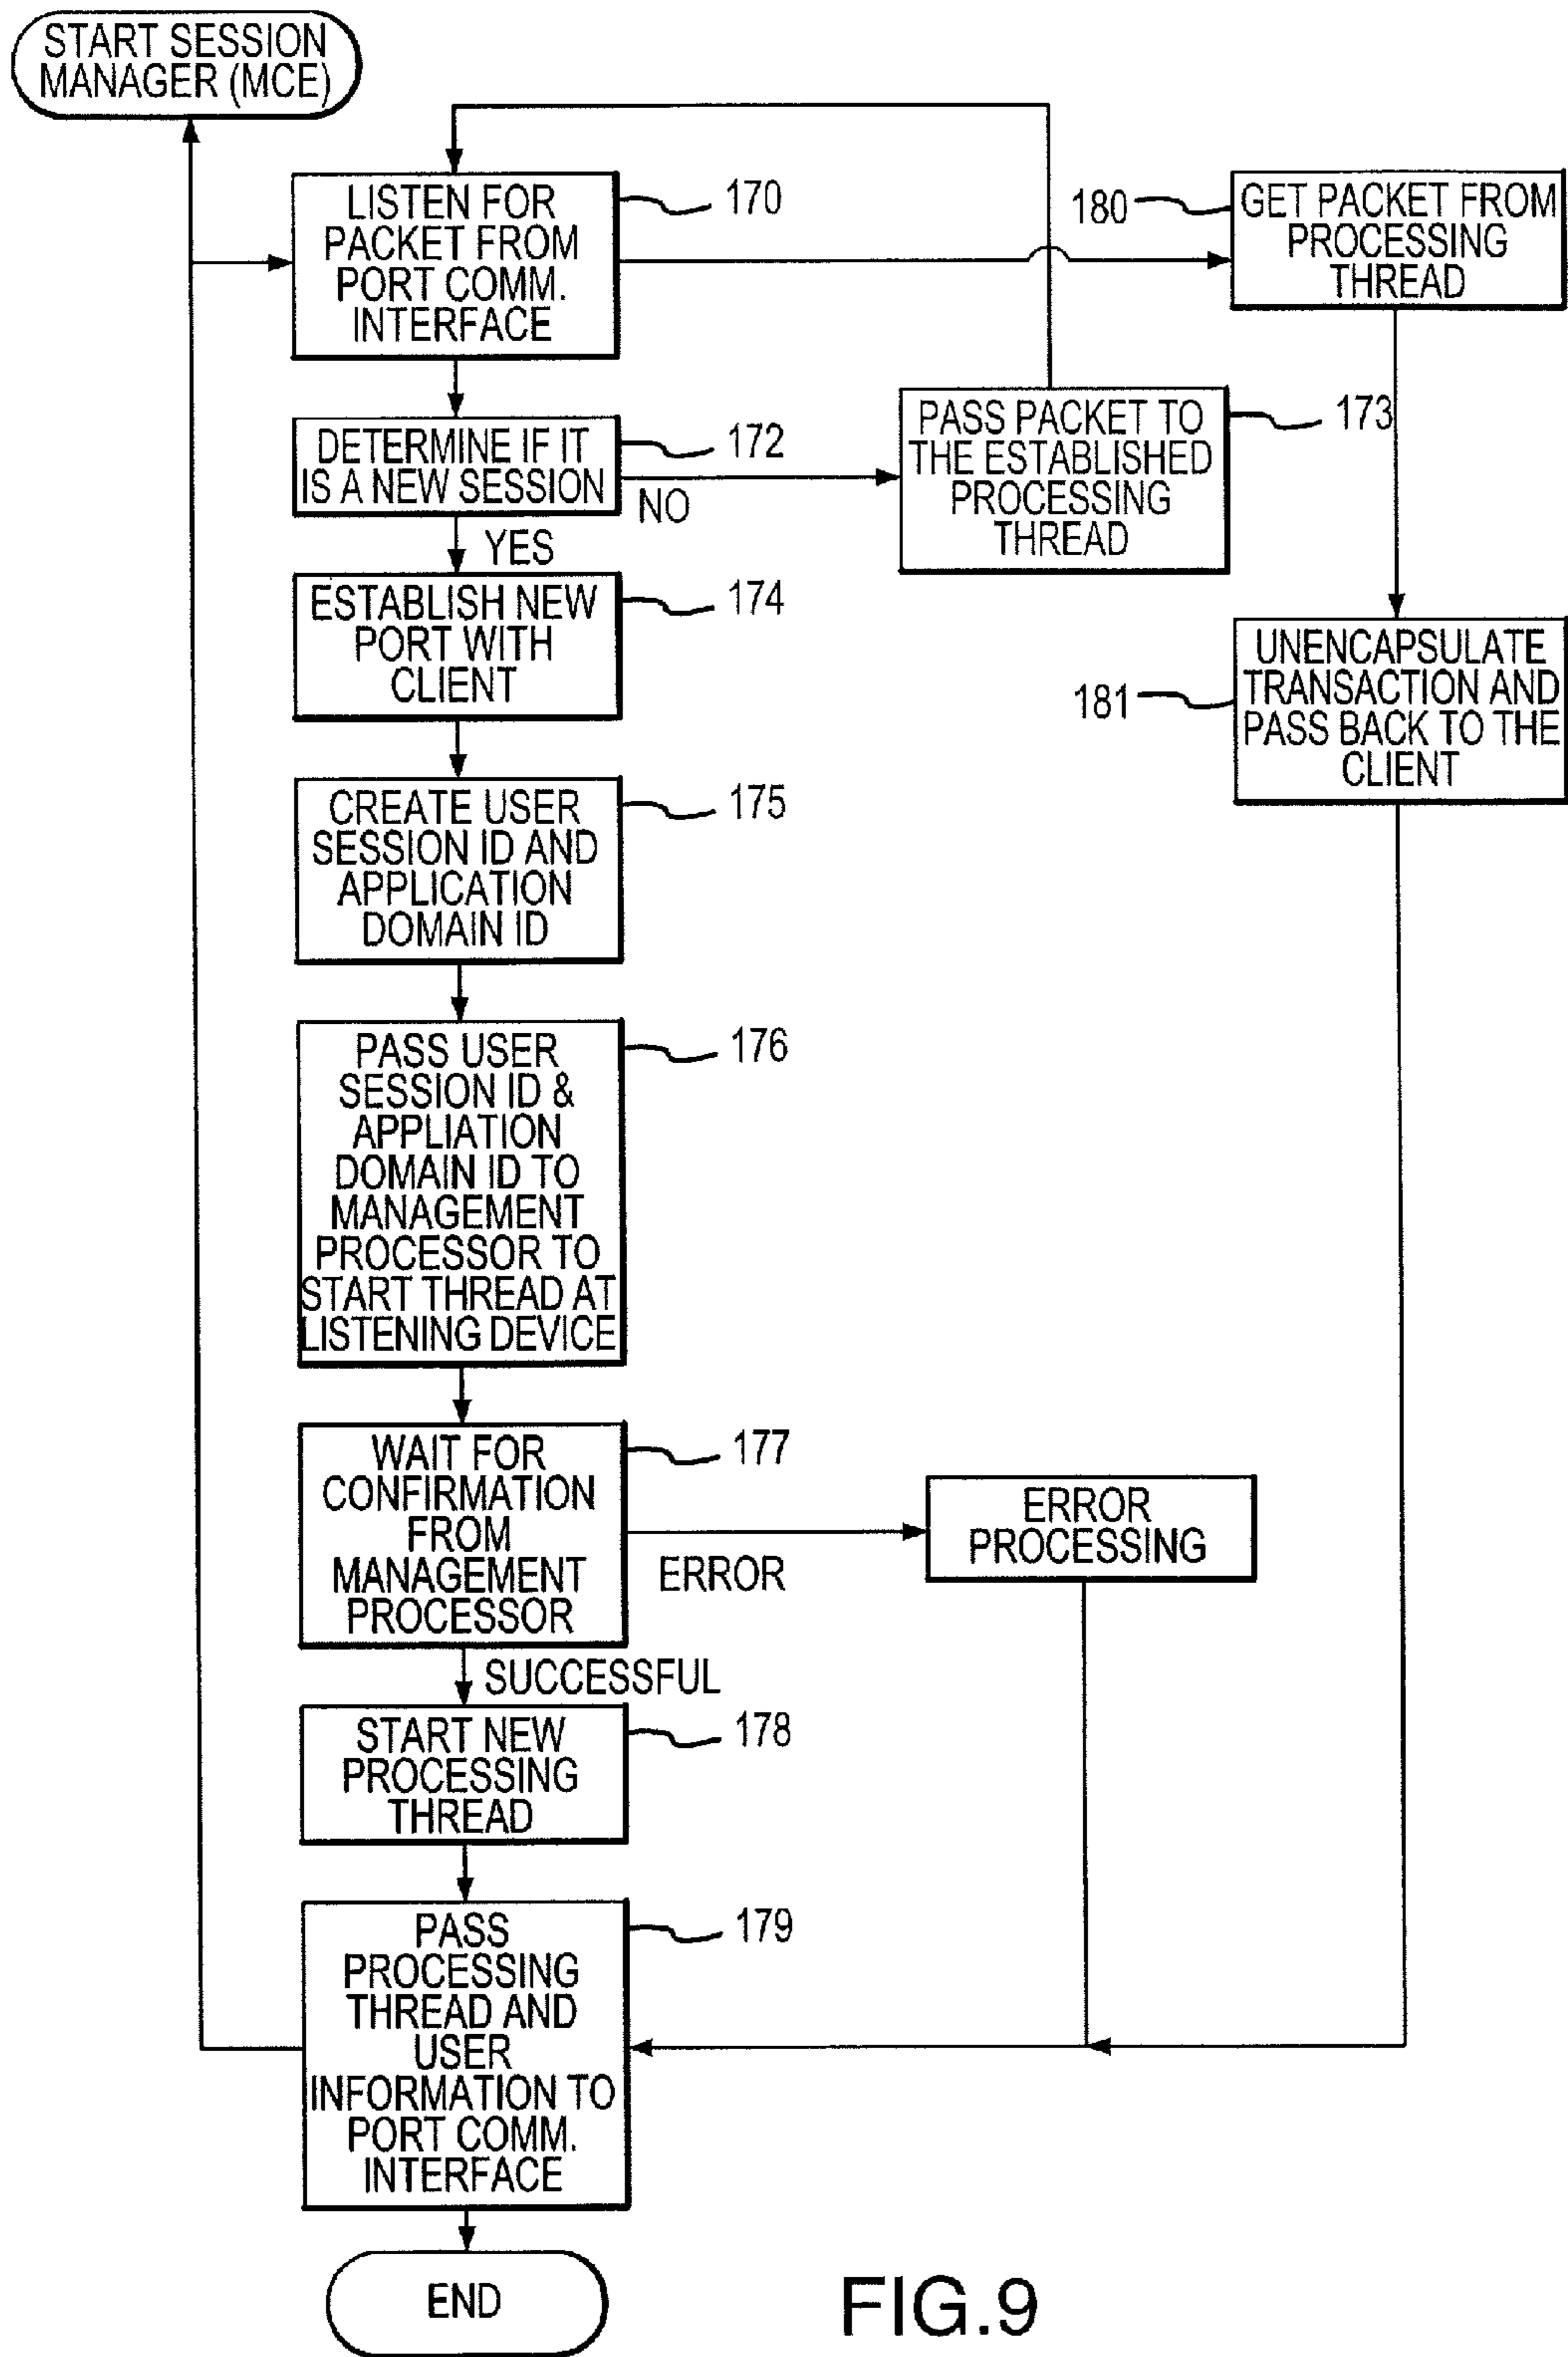 START SESSION
MANAGER (MCE)
LISTEN FOR
PACKET FROM
PORT COMM.
INTERFACE
170
180
GET PACKET FROM
PROCESSING
THREAD
DETERMINE IF IT
IS A NEW SESSION
172
NO
YES
PASS PACKET TO
THE ESTABLISHED
PROCESSING
THREAD
173
ESTABLISH NEW
PORT WITH
CLIENT
174
181
UNENCAPSULATE
TRANSACTION AND
PASS BACK TO THE
CLIENT
CREATE USER
SESSION ID AND
APPLICATION
DOMAIN ID
175
PASS USER
SESSION ID &
APPLIATION
DOMAIN ID TO
MANAGEMENT
PROCESSOR TO
START THREAD AT
LISTENING DEVICE
176
WAIT FOR
CONFIRMATION
FROM
MANAGEMENT
PROCESSOR
177
ERROR
ERROR
PROCESSING
SUCCESSFUL
START NEW
PROCESSING
THREAD
178
PASS
PROCESSING
THREAD AND
USER
INFORMATION TO
PORT COMM.
INTERFACE
179
END
FIG.9